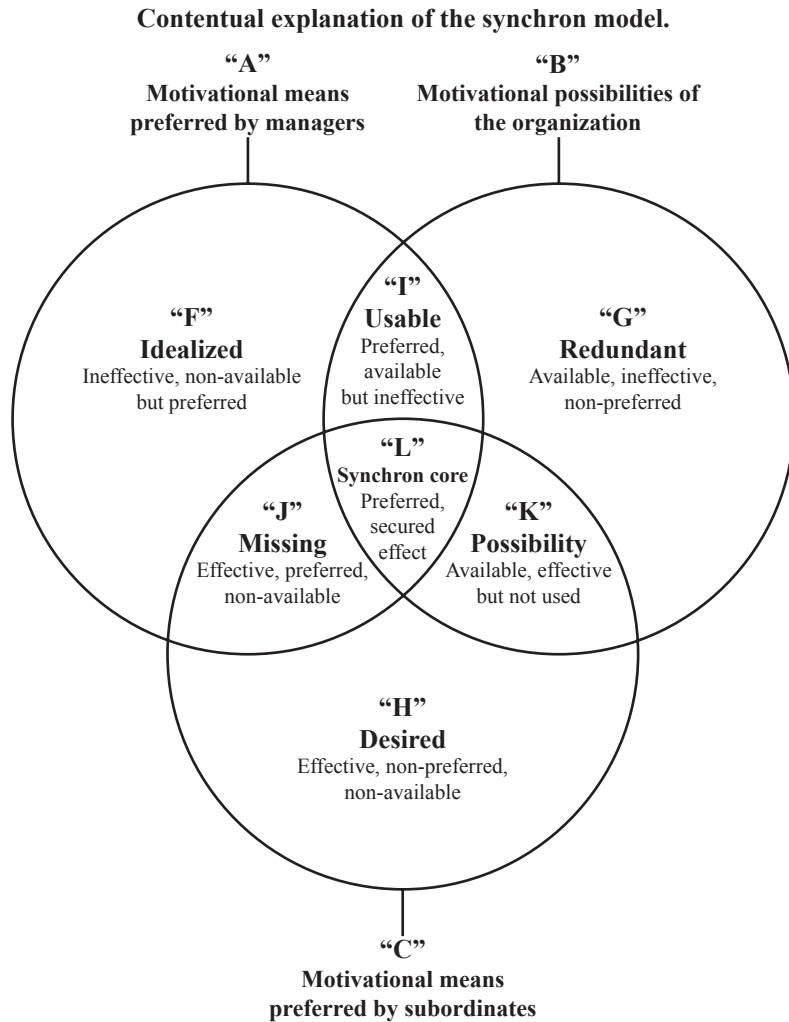 Contentual explanation of the synchron model.
“A”
Motivational means
preferred by managers
“B”
Motivational possibilities of
the organization
“F”
Idealized
Ineffective, non-available
but preferred
“I”
Usable
Preferred,
available
but ineffective
“G”
Redundant
Available, ineffective,
non-preferred
“L”
Synchron core
Preferred,
secured
effect
“J”
Missing
Effective, preferred,
non-available
“K”
Possibility
Available, effective
but not used
“H”
Desired
Effective, non-preferred,
non-available
“C”
Motivational means
preferred by subordinates